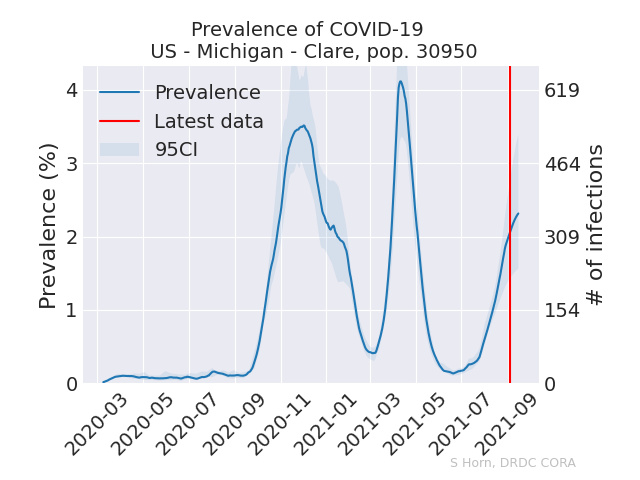 Prevalence of COVID-19
US - Michigan - Clare, pop. 30950
Prevalence
Latest data
95CI
Prevalence (%)
4
3
2
1
0
619
464
309
154
0
# of infections
2020-03
2020-05
2020-07
2020-09
2020-11
2021-01
2021-03
2021-05
2021-07
2021-09
S Horn, DRDC CORA